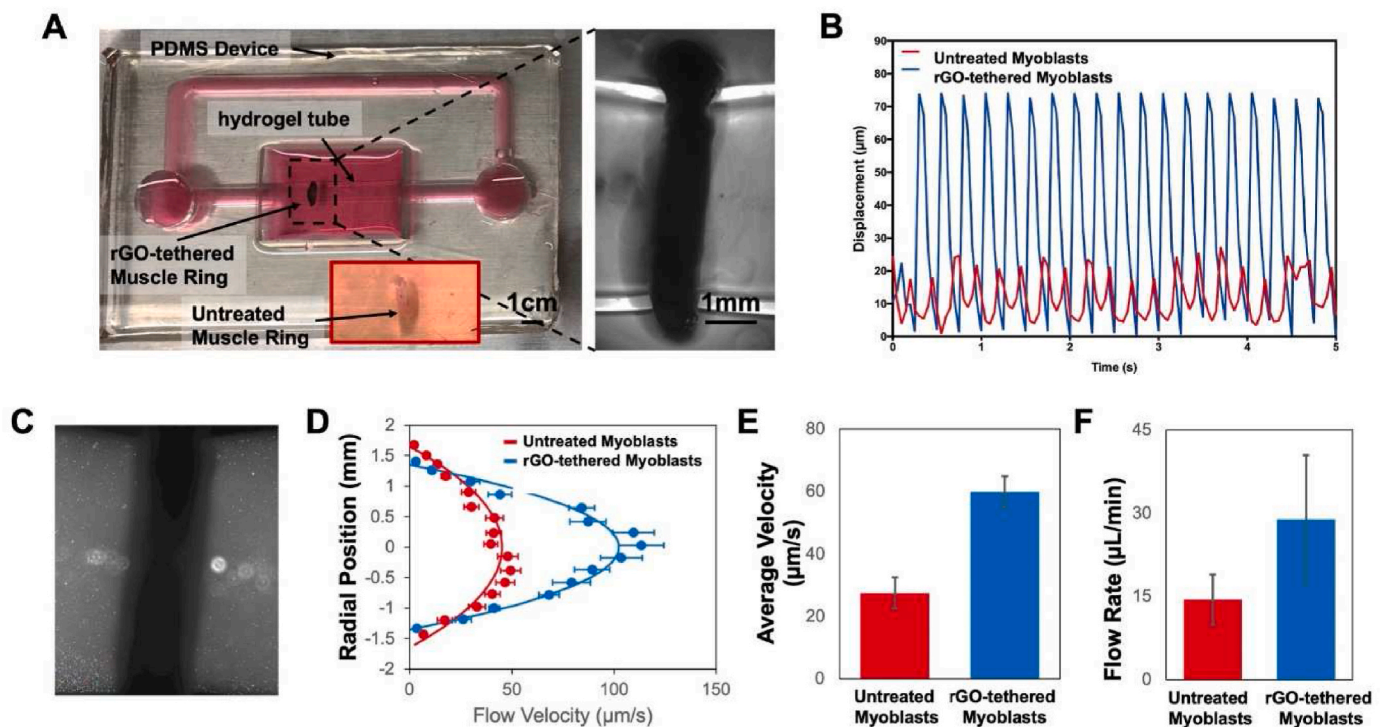 A
PDMS Device
hydrogel tube
rGO-tethered
Muscle Ring
Untreated
Muscle Ring
1cm
1mm
B
90
80
70
60
50
40
30
20
10
0
Displacement (µm)
Untreated Myoblasts
rGO-tethered Myoblasts
0
1
2
3
4
5
Time (s)
C
D
Radial Position (mm)
2
1.5
1
0.5
0
-0.5
-1
-1.5
-2
Untreated Myoblasts
rGO-tethered Myoblasts
0
50
100
150
Flow Velocity (µm/s)
E
Average Velocity
(µm/s)
80
60
40
20
0
Untreated
Myoblasts
rGO-tethered
Myoblasts
F
Flow Rate (µL/min)
45
30
15
0
Untreated
Myoblasts
rGO-tethered
Myoblasts